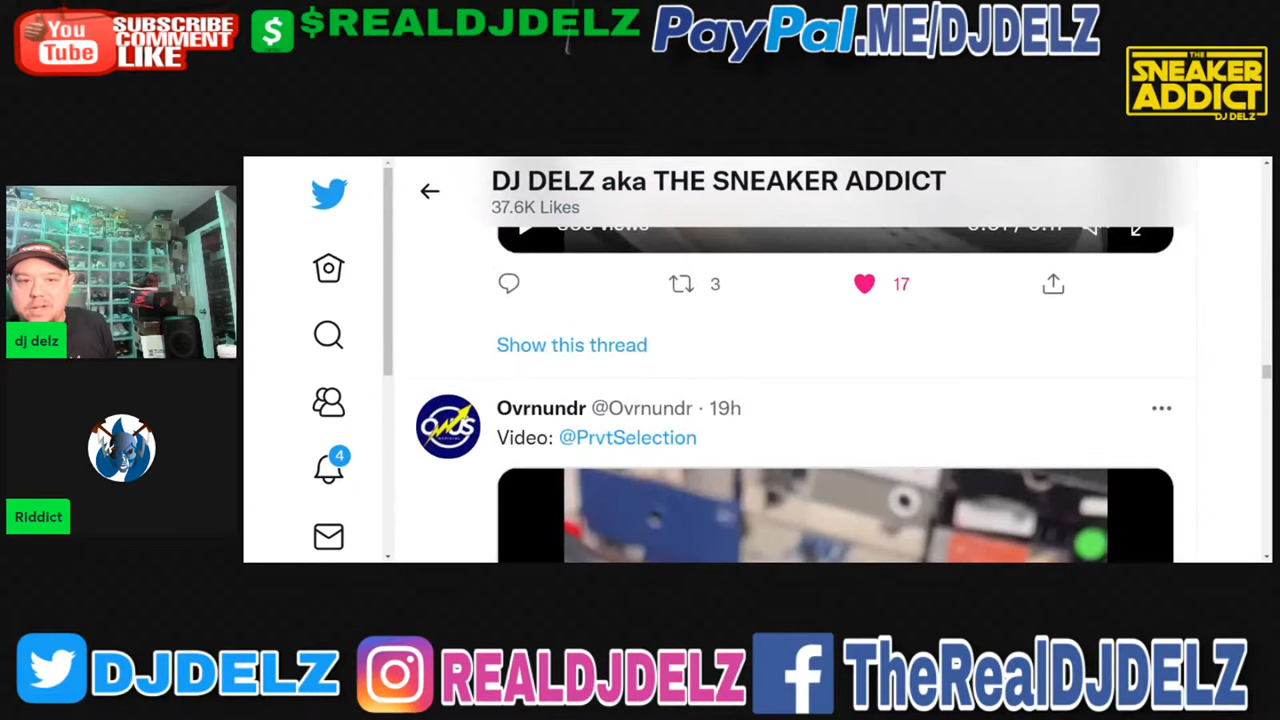 You
Tube
SUBSCRIBE
COMMENT
LIKE
$ $REALDJDELZ
PayPal.ME/DJDELZ
THE
SNEAKER
ADDICT
DJ DELZ
DJ DELZ aka THE SNEAKER ADDICT
37.6K Likes
3
17
Show this thread
dj delz
Ovrnundr @Ovrnundr · 19h
Video: @PrvtSelection
4
Riddict
DJDELZ
REALDJDELZ
f TheRealDJDELZ